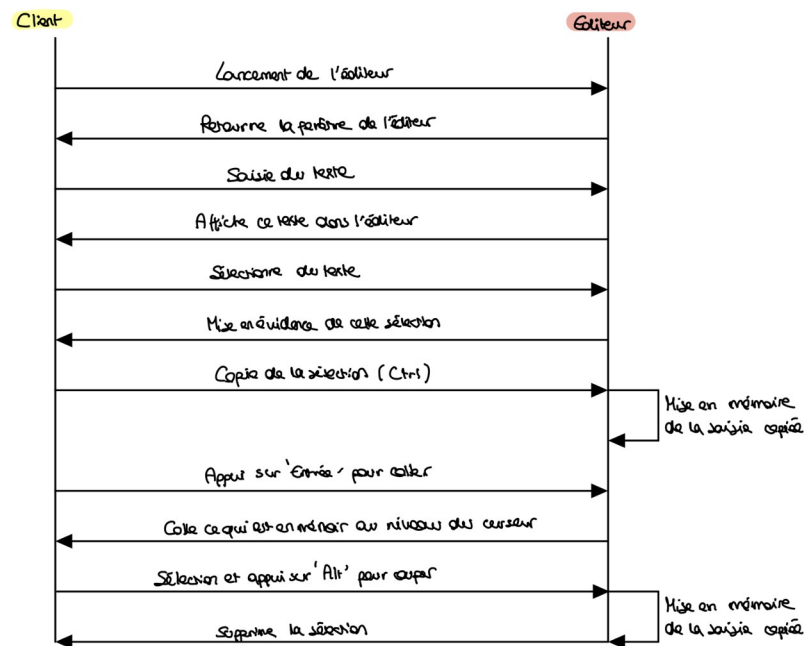 Client
Editeur
Lancement de l'éditeur
Retourne la fenêtre de l'éditeur
Saisie du texte
Affiche ce texte dans l'éditeur
Sélectionne du texte
Mise en évidence de cette sélection
Copie de la sélection (Ctrl)
Mise en mémoire
de la saisie copiée
Appui sur 'Entrée' pour coller
Colle ce qui est en mémoir au niveau du curseur
Sélection et appui sur 'Alt' pour couper
Mise en mémoire
de la saisie copiée
Supprime la sélection